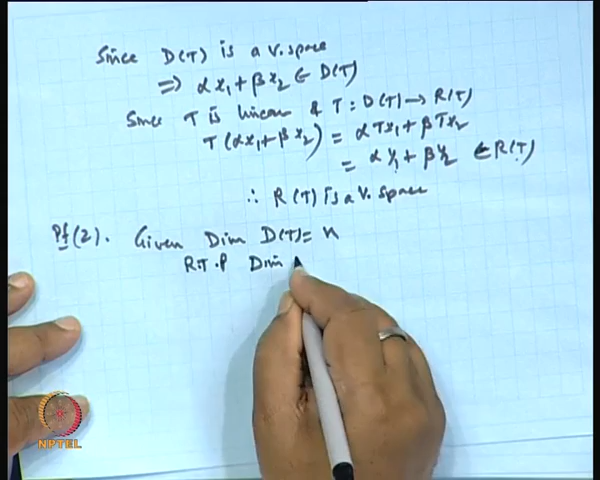 Since D(T) is a v. space
⇒ αx₁ + βx₂ ∈ D(T)
Since T is linear & T : D(T) → R(T)
T(αx₁ + βx₂) = αTx₁ + βTx₂
= αy₁ + βy₂ ∈ R(T)
∴ R(T) is a v. space
Pf(2). Given Dim D(T) = n
R.T.P Dim
NPTEL